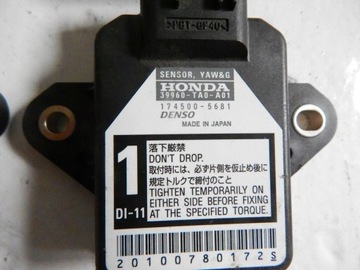 >PBT-GF40<
SENSOR, YAW&G
HONDA
39960-TA0-A01
174500-5681
DENSO
MADE IN JAPAN
1
DI-11
落下厳禁
DON'T DROP.
取付時には、必ず片側を仮止め後に
規定トルクで締付のこと
TIGHTEN TEMPORARILY ON
EITHER SIDE BEFORE FIXING
AT THE SPECIFIED TORQUE.
20100780172S